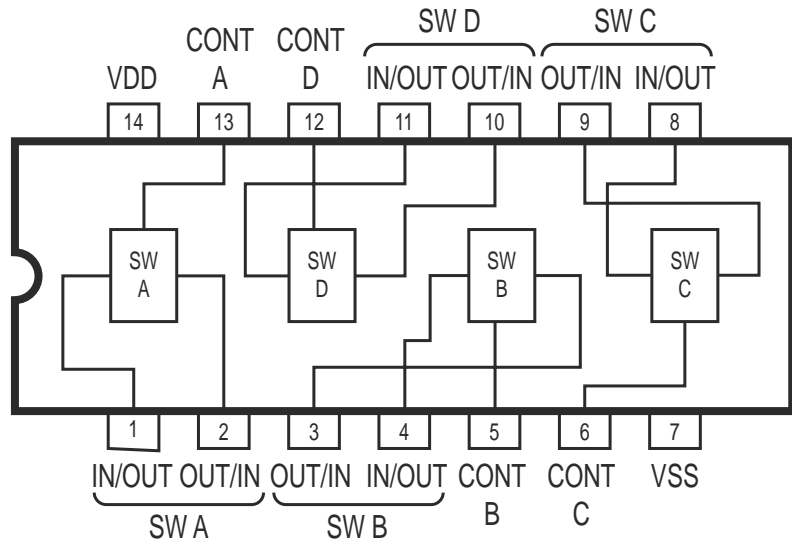 SW D SW C
CONT CONT
VDD A D IN/OUT OUT/IN OUT/IN IN/OUT
14 13 12 11 10 9 8
SW SW SW SW
A D B C
1 2 3 4 5 6 7
IN/OUT OUT/IN OUT/IN IN/OUT CONT CONT VSS
B C
SW A SW B